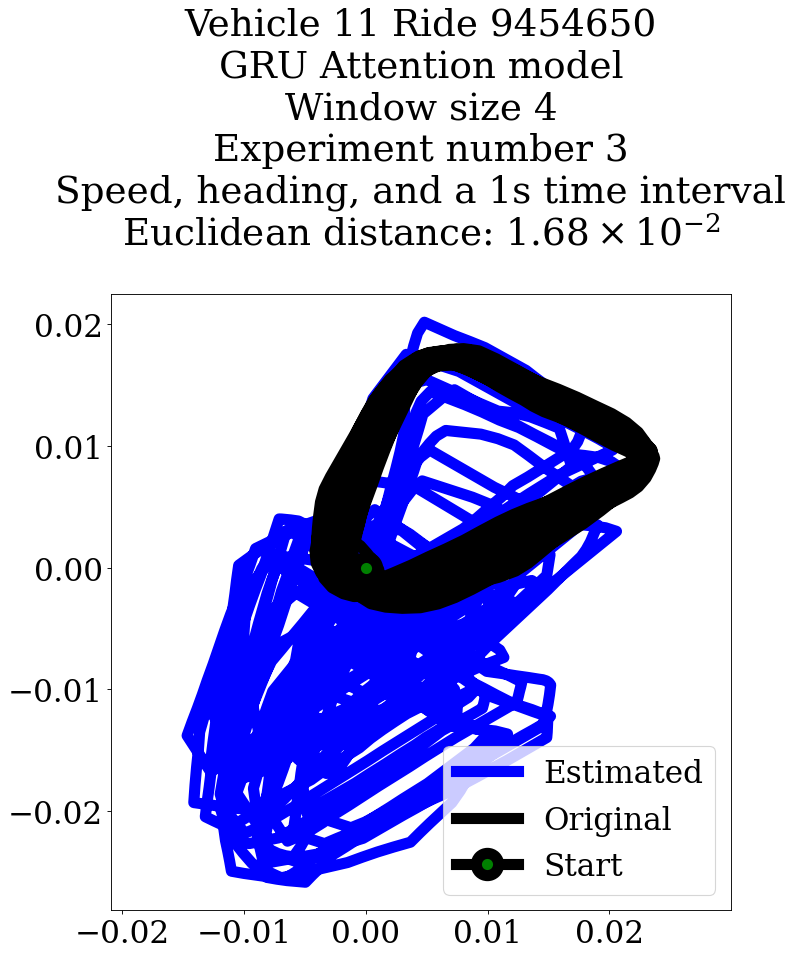 Vehicle 11 Ride 9454650
GRU Attention model
Window size 4
Experiment number 3
Speed, heading, and a 1s time interval
Euclidean distance: 1.68 × 10⁻²
0.02
0.01
0.00
−0.01
−0.02
Estimated
Original
Start
−0.02 −0.01 0.00 0.01 0.02